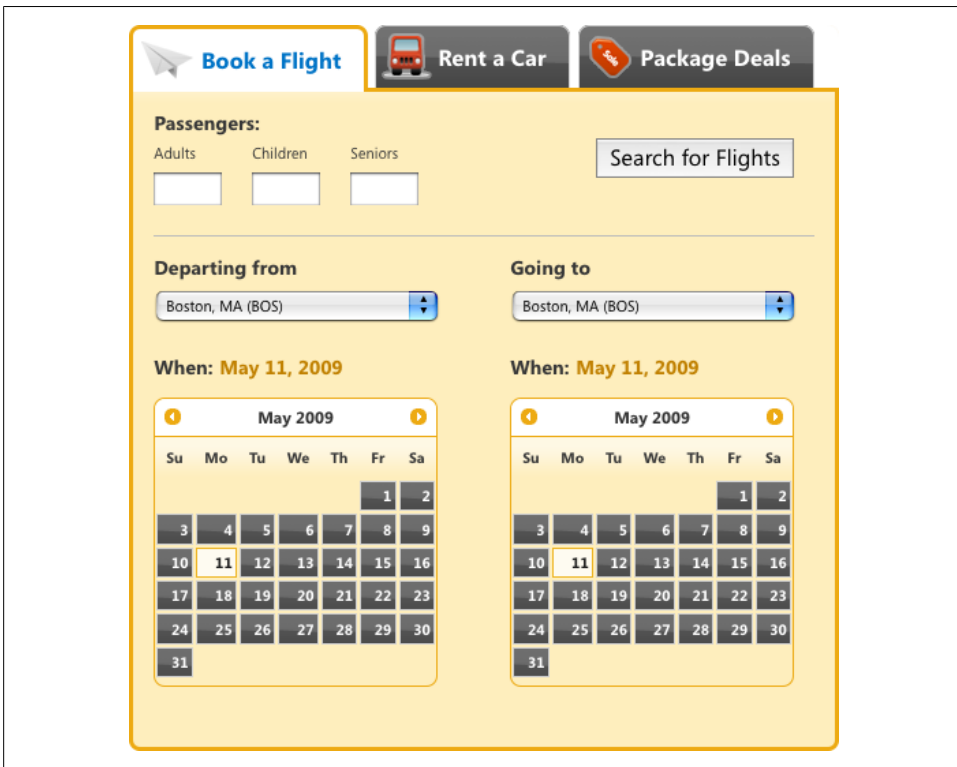 Book a Flight Rent a Car Sale Package Deals
Passengers:
Adults Children Seniors
Search for Flights
Departing from Going to
Boston, MA (BOS) Boston, MA (BOS)
When: May 11, 2009 When: May 11, 2009
May 2009 May 2009
Su Mo Tu We Th Fr Sa Su Mo Tu We Th Fr Sa
1 2 1 2
3 4 5 6 7 8 9 3 4 5 6 7 8 9
10 11 12 13 14 15 16 10 11 12 13 14 15 16
17 18 19 20 21 22 23 17 18 19 20 21 22 23
24 25 26 27 28 29 30 24 25 26 27 28 29 30
31 31